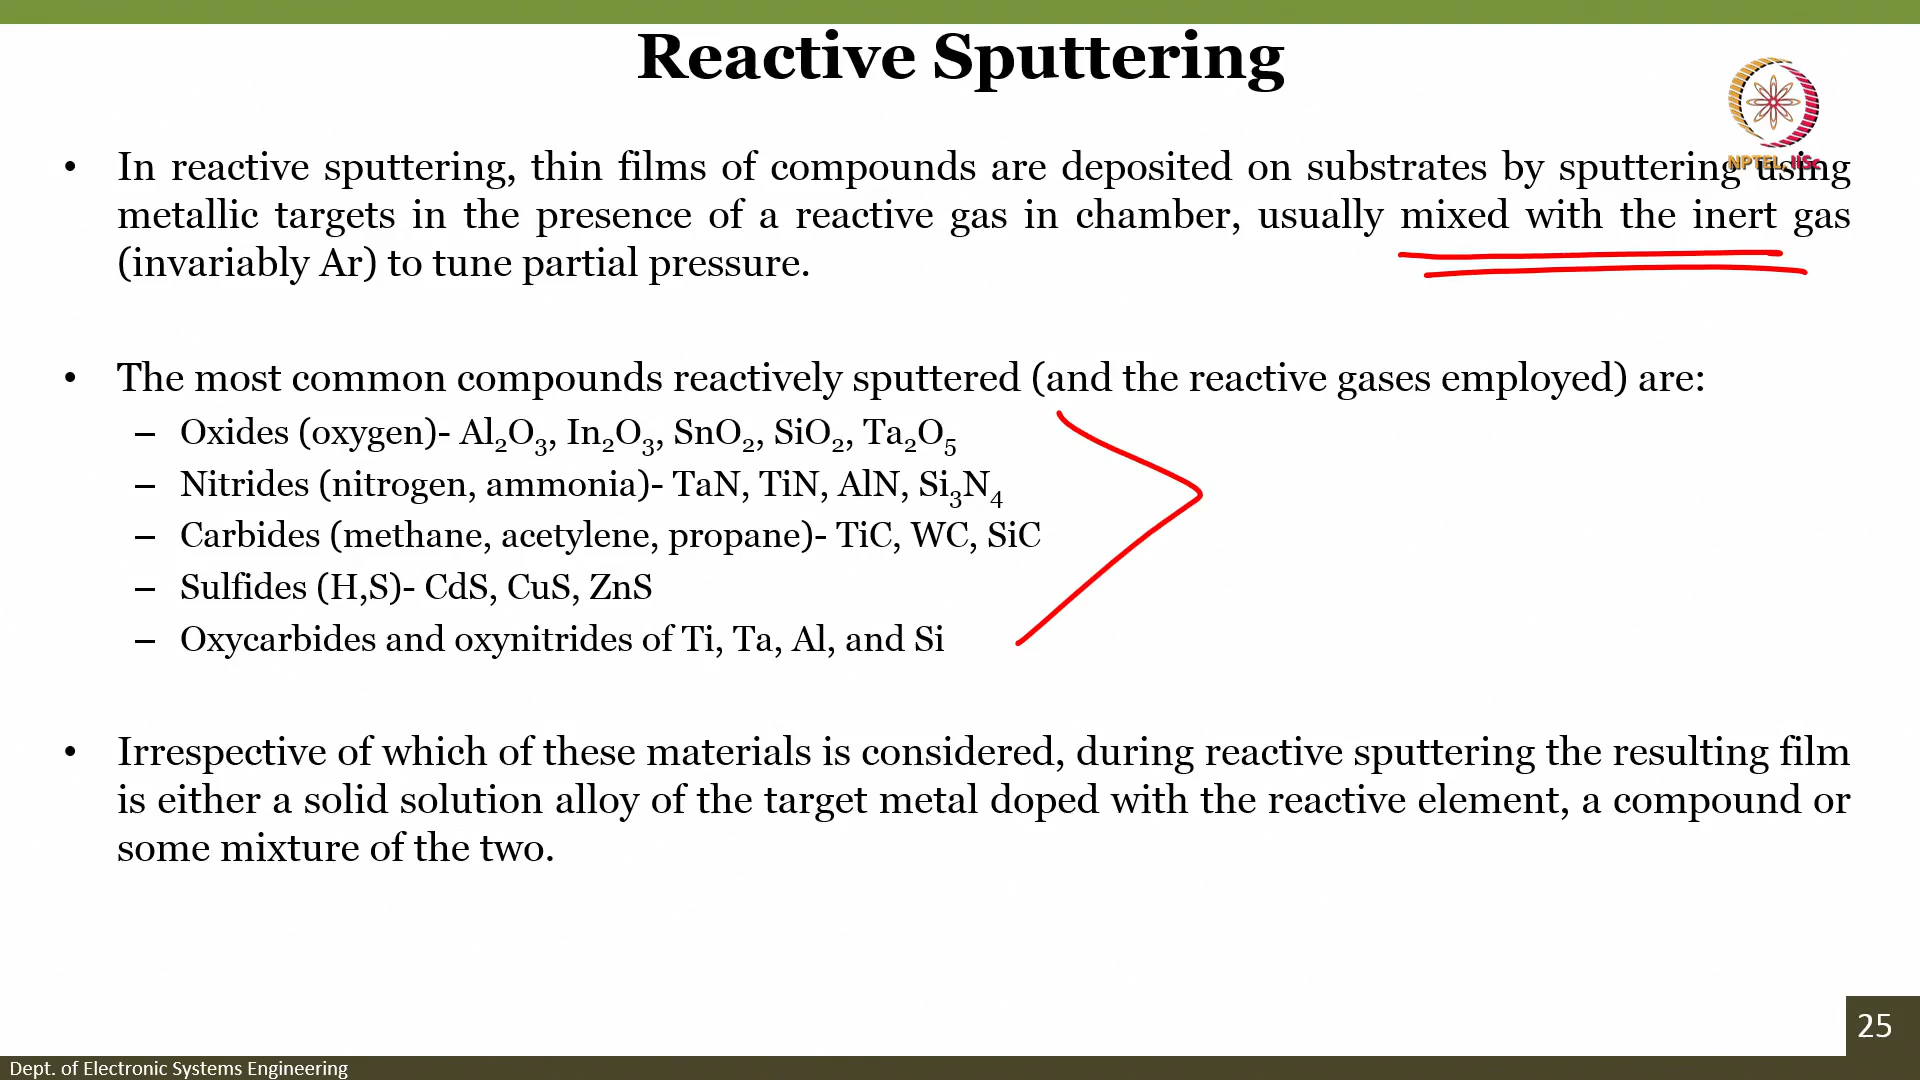 Reactive Sputtering
NPTEL, IISc
• In reactive sputtering, thin films of compounds are deposited on substrates by sputtering using
metallic targets in the presence of a reactive gas in chamber, usually mixed with the inert gas
(invariably Ar) to tune partial pressure.
• The most common compounds reactively sputtered (and the reactive gases employed) are:
– Oxides (oxygen)- Al₂O₃, In₂O₃, SnO₂, SiO₂, Ta₂O₅
– Nitrides (nitrogen, ammonia)- TaN, TiN, AlN, Si₃N₄
– Carbides (methane, acetylene, propane)- TiC, WC, SiC
– Sulfides (H,S)- CdS, CuS, ZnS
– Oxycarbides and oxynitrides of Ti, Ta, Al, and Si
• Irrespective of which of these materials is considered, during reactive sputtering the resulting film
is either a solid solution alloy of the target metal doped with the reactive element, a compound or
some mixture of the two.
25
Dept. of Electronic Systems Engineering